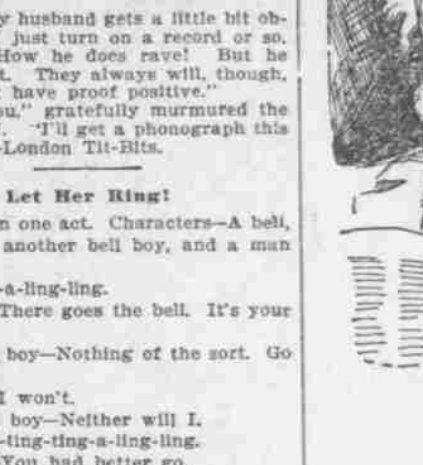 y husband gets a little bit ob-
just turn on a record or so.
How he does rave! But he
t. They always will, though,
t have proof positive."
ou," gratefully murmured the
. "I'll get a phonograph this
-London Tit-Bits.
Let Her Ring!
n one act. Characters—A bell,
another bell boy, and a man
-a-ling-ling.
There goes the bell. It's your
boy—Nothing of the sort. Go
I won't.
boy—Neither will I.
-ting-ting-a-ling-ling.
You had better go